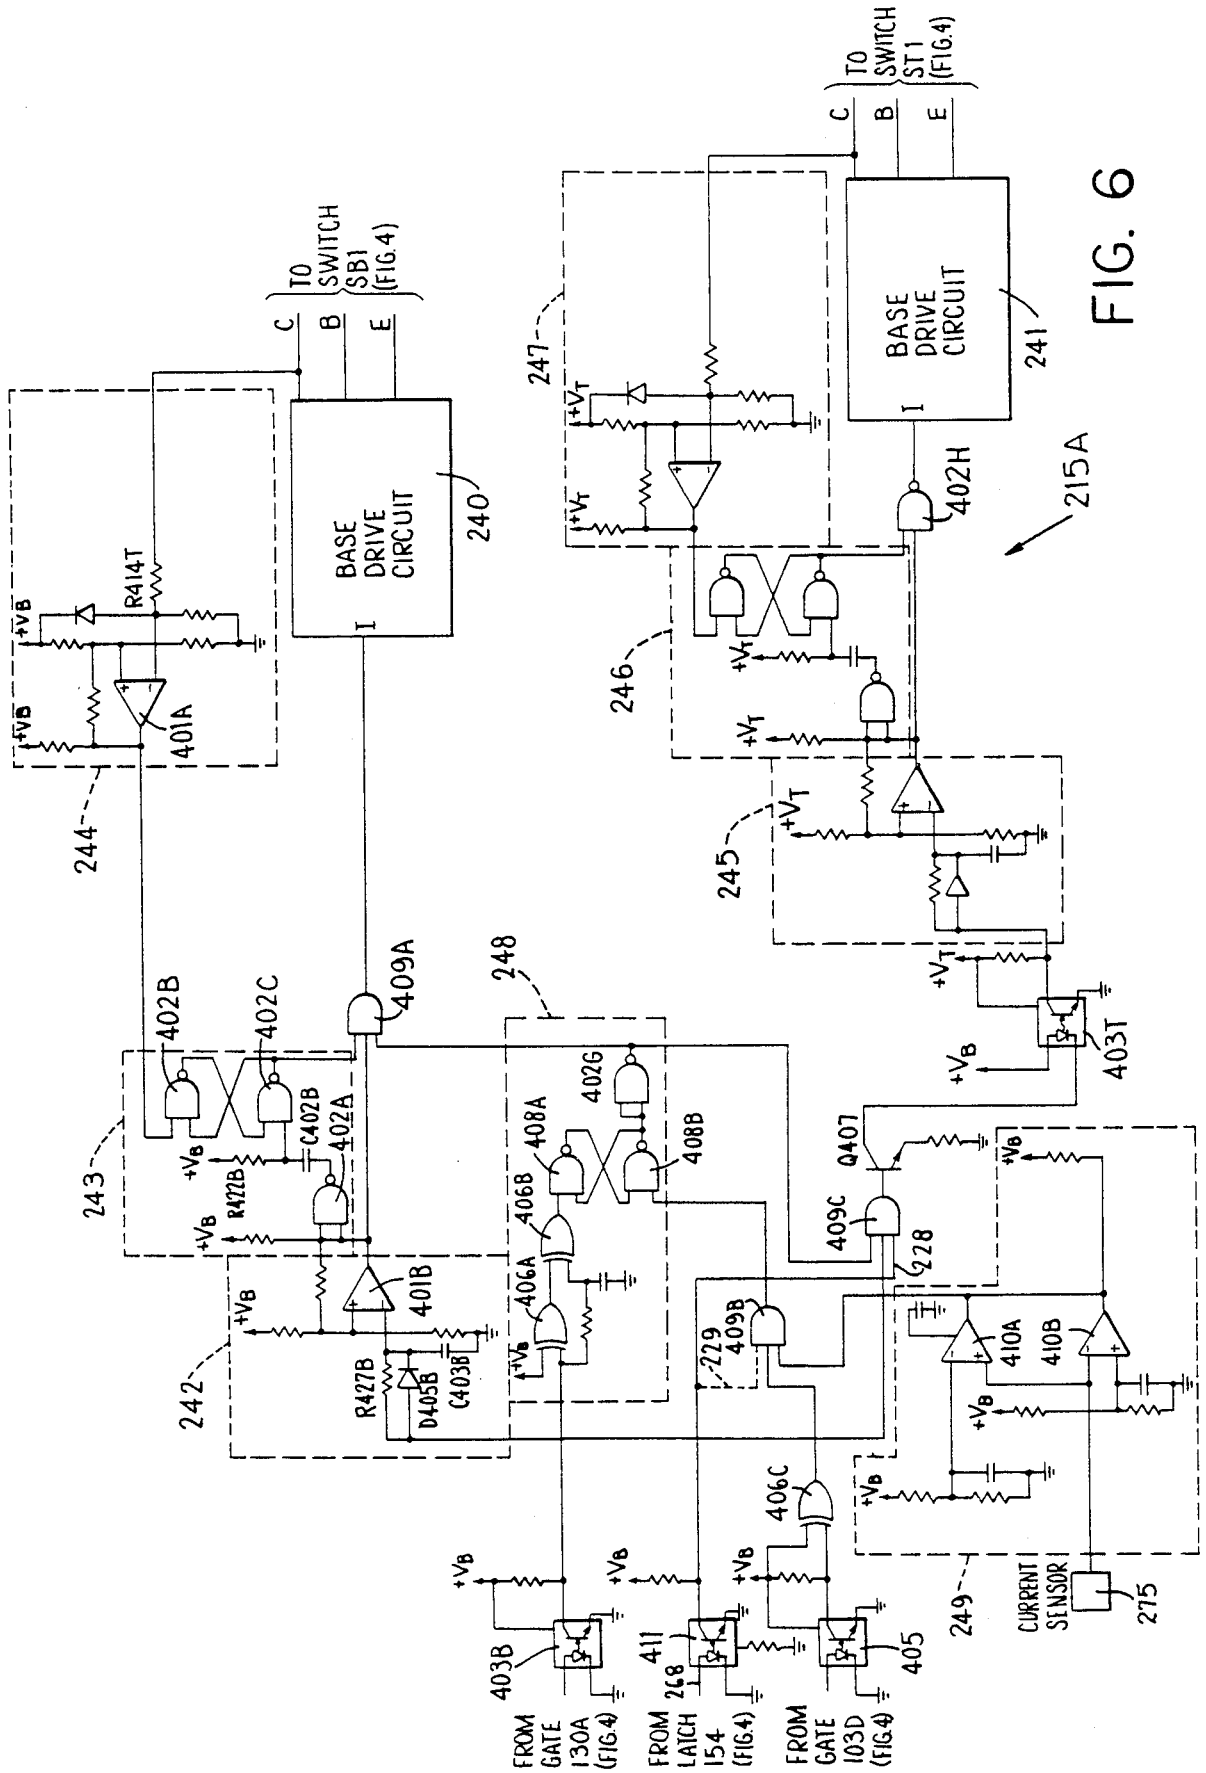 TO
SWITCH
SB1
(FIG.4)
C
B
E
BASE
DRIVE
CIRCUIT
I
240
R414T
+VB
+VB
401A
244
402B
402C
409A
243
+VB
R422B
C402B
402A
+VB
242
+VB
401B
R427B
D405B
C403B
248
402G
408A
408B
406B
406A
+VB
TO
SWITCH
ST1
(FIG.4)
C
B
E
BASE
DRIVE
CIRCUIT
I
241
247
+VT
+VT
402H
246
+VT
+VT
245
+VT
+VT
+VB
403T
Q407
409C
228
229
409B
+VB
410A
410B
+VB
+VB
249
406C
+VB
+VB
+VB
403B
411
268
405
CURRENT
SENSOR
275
FROM
GATE
130A
(FIG.4)
FROM
LATCH
154
(FIG.4)
FROM
GATE
103D
(FIG.4)
215A
FIG. 6
+
-
+
-
+
-
+
-
-
+
+
-